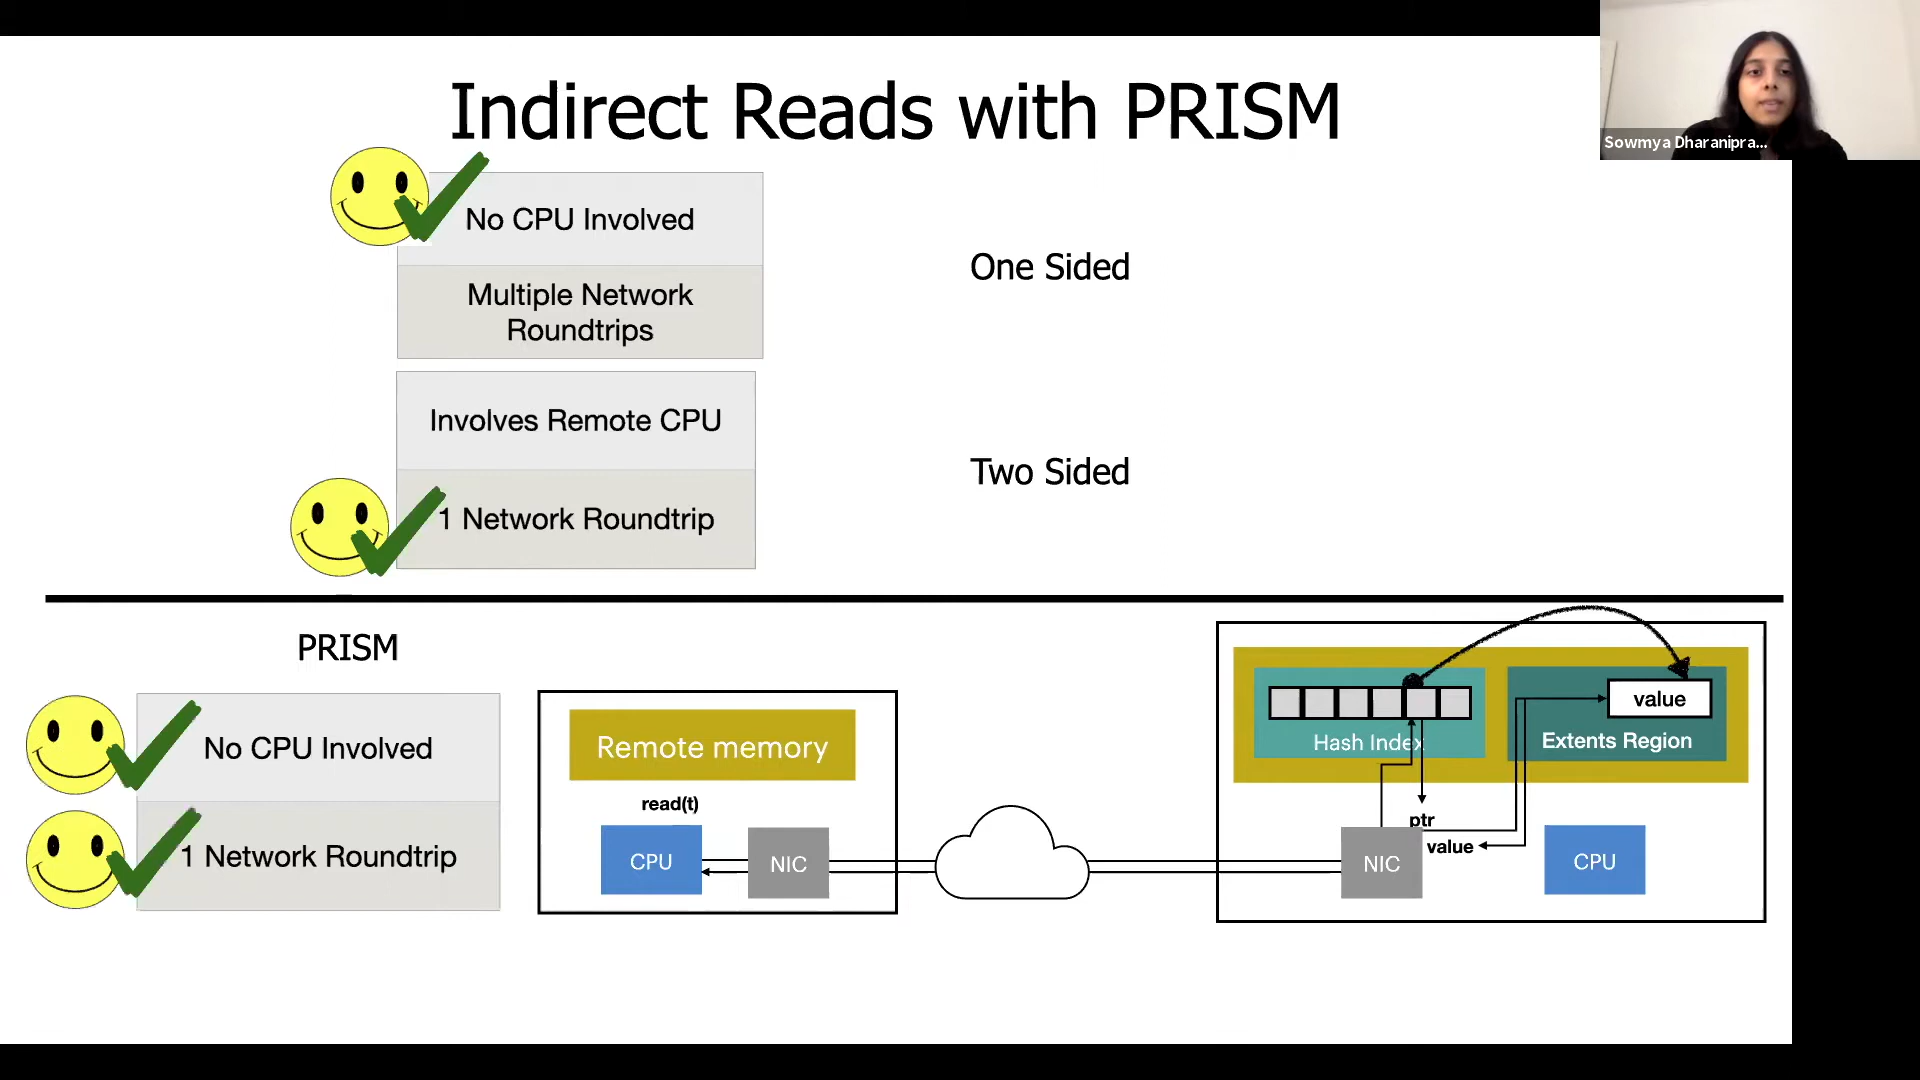 Indirect Reads with PRISM
Sowmya Dharanipra...
No CPU Involved
Multiple Network
Roundtrips
One Sided
Involves Remote CPU
1 Network Roundtrip
Two Sided
PRISM
No CPU Involved
1 Network Roundtrip
Remote memory
read(t)
CPU
NIC
Hash Index
value
Extents Region
ptr
value
NIC
CPU